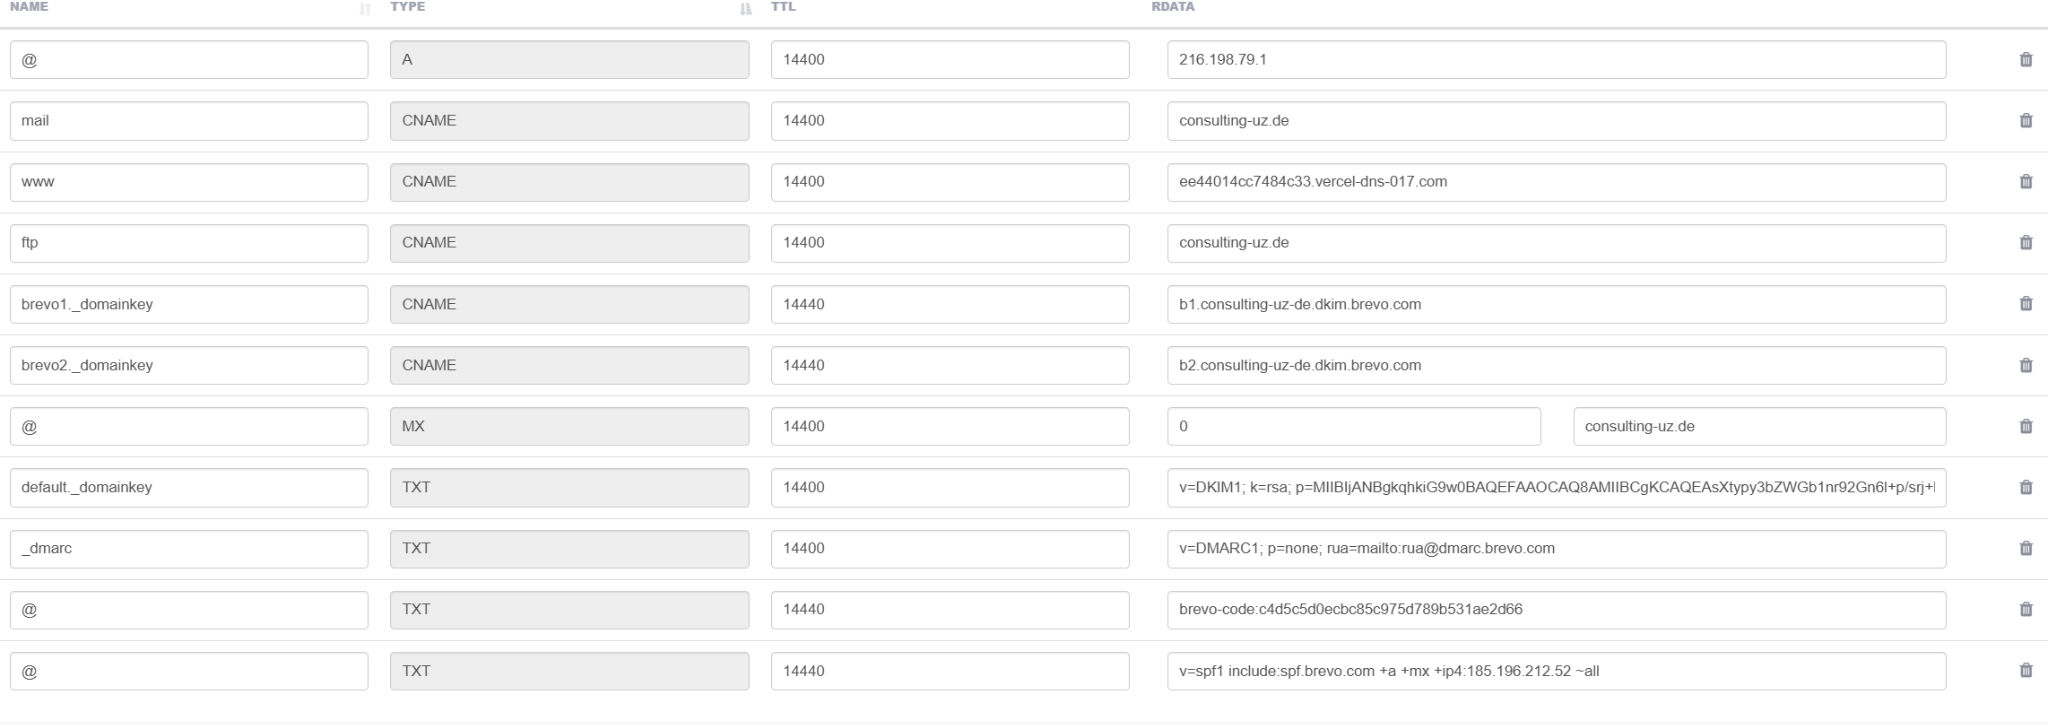 NAME TYPE TTL RDATA
@ A 14400 216.198.79.1
mail CNAME 14400 consulting-uz.de
www CNAME 14400 ee44014cc7484c33.vercel-dns-017.com
ftp CNAME 14400 consulting-uz.de
brevo1._domainkey CNAME 14440 b1.consulting-uz-de.dkim.brevo.com
brevo2._domainkey CNAME 14440 b2.consulting-uz-de.dkim.brevo.com
@ MX 14400 0 consulting-uz.de
default._domainkey TXT 14400 v=DKIM1; k=rsa; p=MIIBIjANBgkqhkiG9w0BAQEFAAOCAQ8AMIIBCgKCAQEAsXtypy3bZWGb1nr92Gn6l+p/srj+
_dmarc TXT 14400 v=DMARC1; p=none; rua=mailto:rua@dmarc.brevo.com
@ TXT 14440 brevo-code:c4d5c5d0ecbc85c975d789b531ae2d66
@ TXT 14440 v=spf1 include:spf.brevo.com +a +mx +ip4:185.196.212.52 ~all